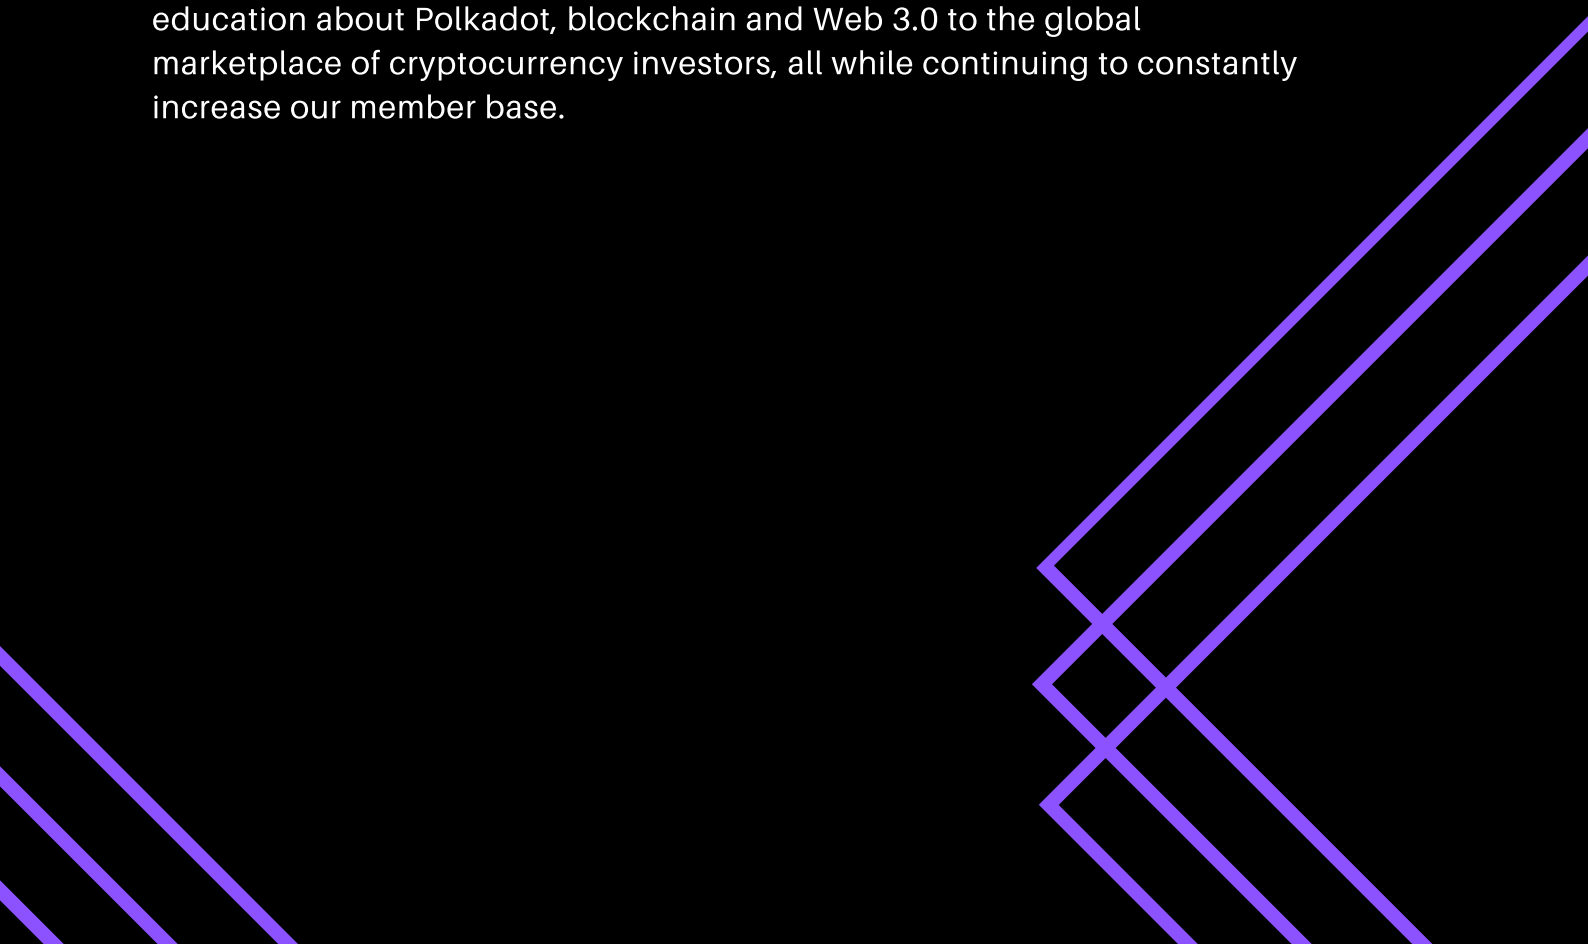 education about Polkadot, blockchain and Web 3.0 to the global
marketplace of cryptocurrency investors, all while continuing to constantly
increase our member base.